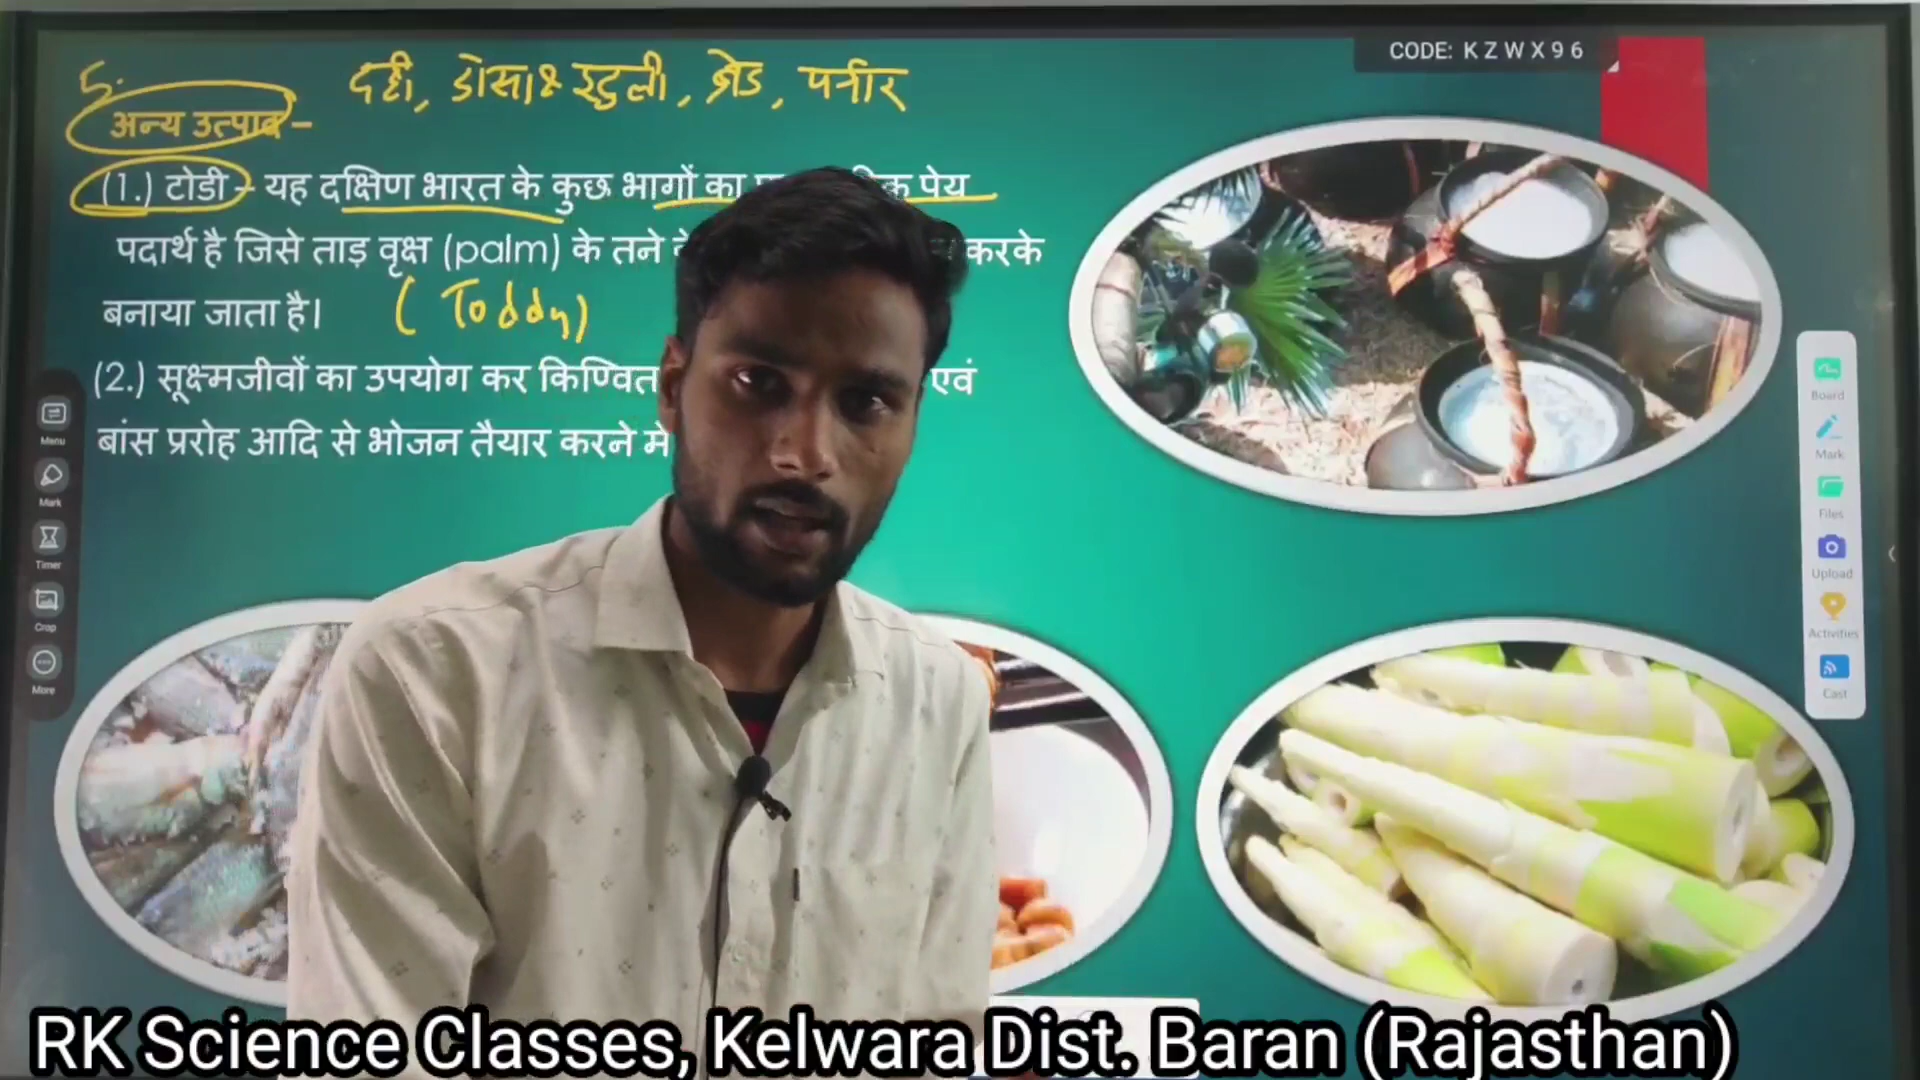 CODE: KZWX96
5.
दही, डोसा & इडली, ब्रेड, पनीर
अन्य उत्पाद –
(1.) टोडी – यह दक्षिण भारत के कुछ भागों का पेय
पदार्थ है जिसे ताड़ वृक्ष (palm) के तने करके
बनाया जाता है। (Toddy)
(2.) सूक्ष्मजीवों का उपयोग कर किण्वित एवं
बांस प्ररोह आदि से भोजन तैयार करने में
Menu
Mark
Timer
Crop
More
Board
Mark
Files
Upload
Activities
Cast
RK Science Classes, Kelwara Dist. Baran (Rajasthan)